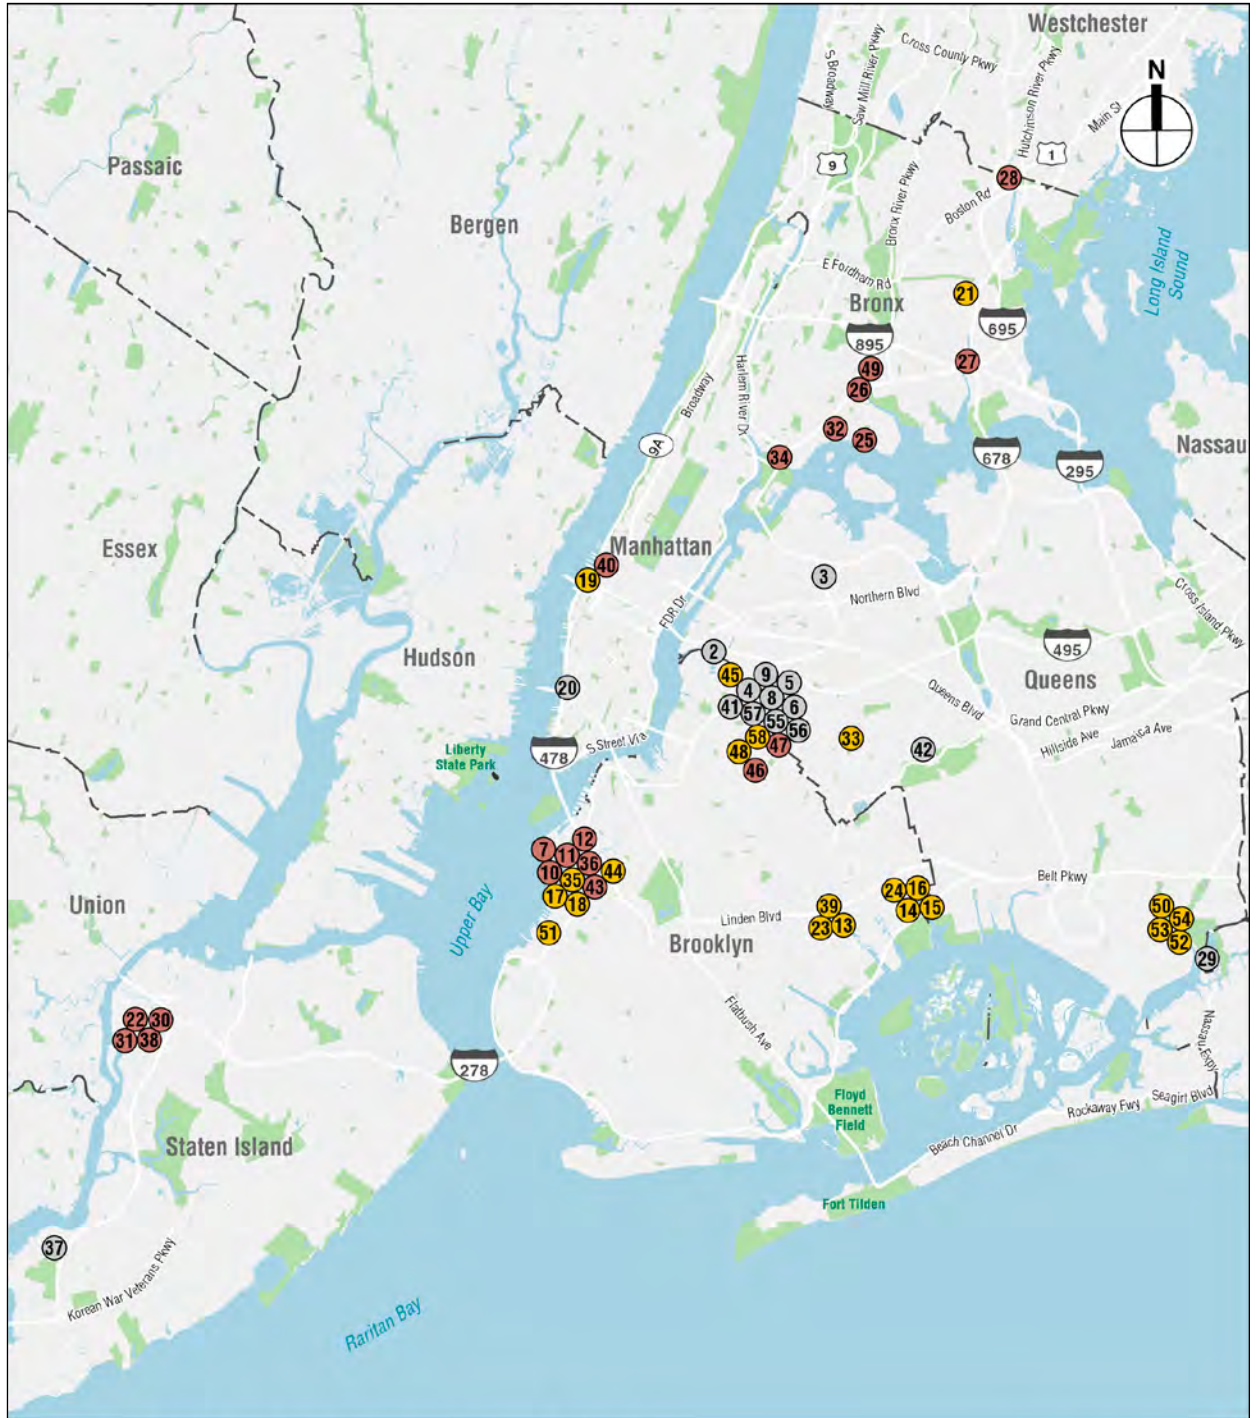 Westchester
Cross County Pkwy
S Broadway
Saw Mill River Pkwy
Hutchinson River Pkwy
Main St
N
1
9
Passaic
28
Boston Rd
Bronx River Pkwy
Bergen
Long Island
Sound
E Fordham Rd
21
Bronx
695
895
27
49
26
Harlem River Dr
Broadway
32
25
9A
34
678
295
Nassau
Essex
Manhattan
40
19
3
Northern Blvd
Cross Island Pkwy
FDR Dr
495
2
Hudson
45
9
5
Queens
20
4
8
Queens Blvd
41
57
6
Grand Central Pkwy
55
56
Hillside Ave
Jamaica Ave
S Street Via
58
47
33
42
48
478
Liberty
State Park
46
12
7
11
36
44
10
35
43
17
18
Belt Pkwy
24
16
14
15
Union
Upper Bay
39
Linden Blvd
23
13
50
54
53
52
51
Brooklyn
29
22
30
31
38
Flatbush Ave
Nassau Expy
278
Floyd
Bennett
Field
Rockaway Fwy
Seagirt Blvd
Beach Channel Dr
Staten Island
Fort Tilden
37
Korean War Veterans Pkwy
Raritan Bay